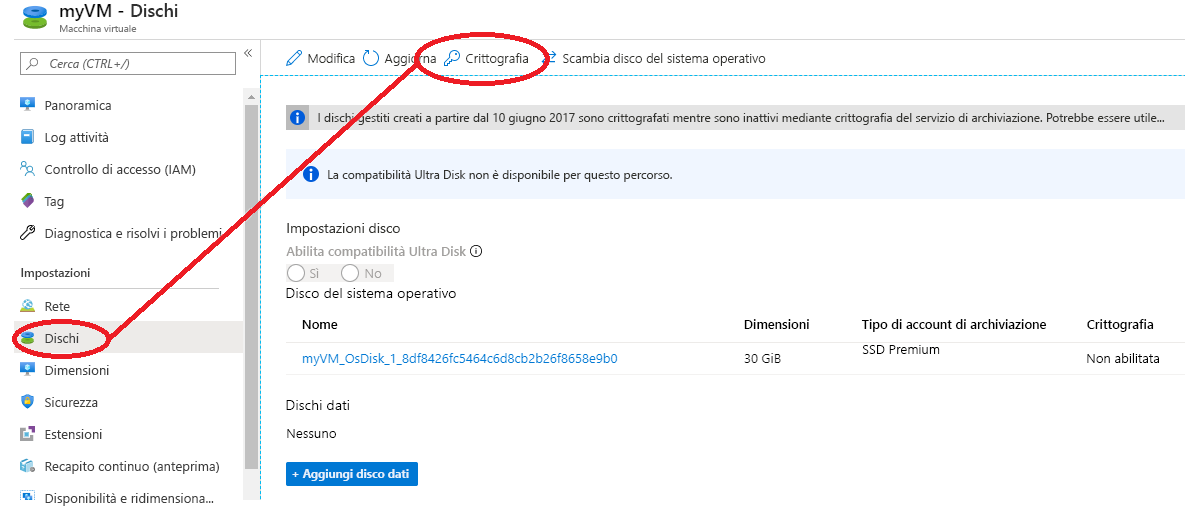 myVM - Dischi
Macchina virtuale
Cerca (CTRL+/)
«
Panoramica
Log attività
Controllo di accesso (IAM)
Tag
Diagnostica e risolvi i problemi
Impostazioni
Rete
Dischi
Dimensioni
Sicurezza
Estensioni
Recapito continuo (anteprima)
Disponibilità e ridimensiona...
Modifica Aggiorna Crittografia Scambia disco del sistema operativo
I dischi gestiti creati a partire dal 10 giugno 2017 sono crittografati mentre sono inattivi mediante crittografia del servizio di archiviazione. Potrebbe essere utile...
La compatibilità Ultra Disk non è disponibile per questo percorso.
Impostazioni disco
Abilita compatibilità Ultra Disk
Sì No
Disco del sistema operativo
Nome Dimensioni Tipo di account di archiviazione Crittografia
myVM_OsDisk_1_8df8426fc5464c6d8cb2b26f8658e9b0 30 GiB SSD Premium Non abilitata
Dischi dati
Nessuno
+ Aggiungi disco dati